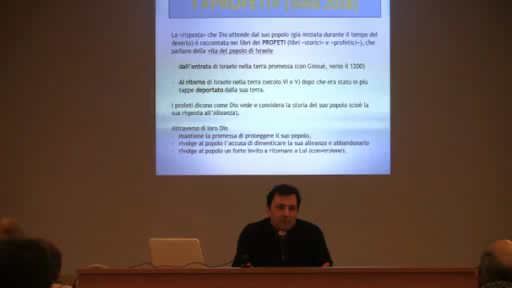 La «risposta» che Dio attende dal suo popolo (già iniziata durante il tempo del
deserto) è raccontata nei libri dei PROFETI (libri «storici» e «profetici»), che
parlano della vita del popolo di Israele
dall'entrata di Israele nella terra promessa (con Giosuè, verso il 1200)
Al ritorno di Israele nella terra (secolo VI e V) dopo che era stato in più
tappe deportato dalla sua terra.
I profeti dicono come Dio vede e considera la storia del suo popolo (cioè la
sua risposta all'Alleanza).
Attraverso di loro Dio
- mantiene la promessa di proteggere il suo popolo,
- rivolge al popolo l'accusa di dimenticare la sua alleanza e abbandonarlo
- rivolge al popolo un forte invito a ritornare a Lui (conversione).